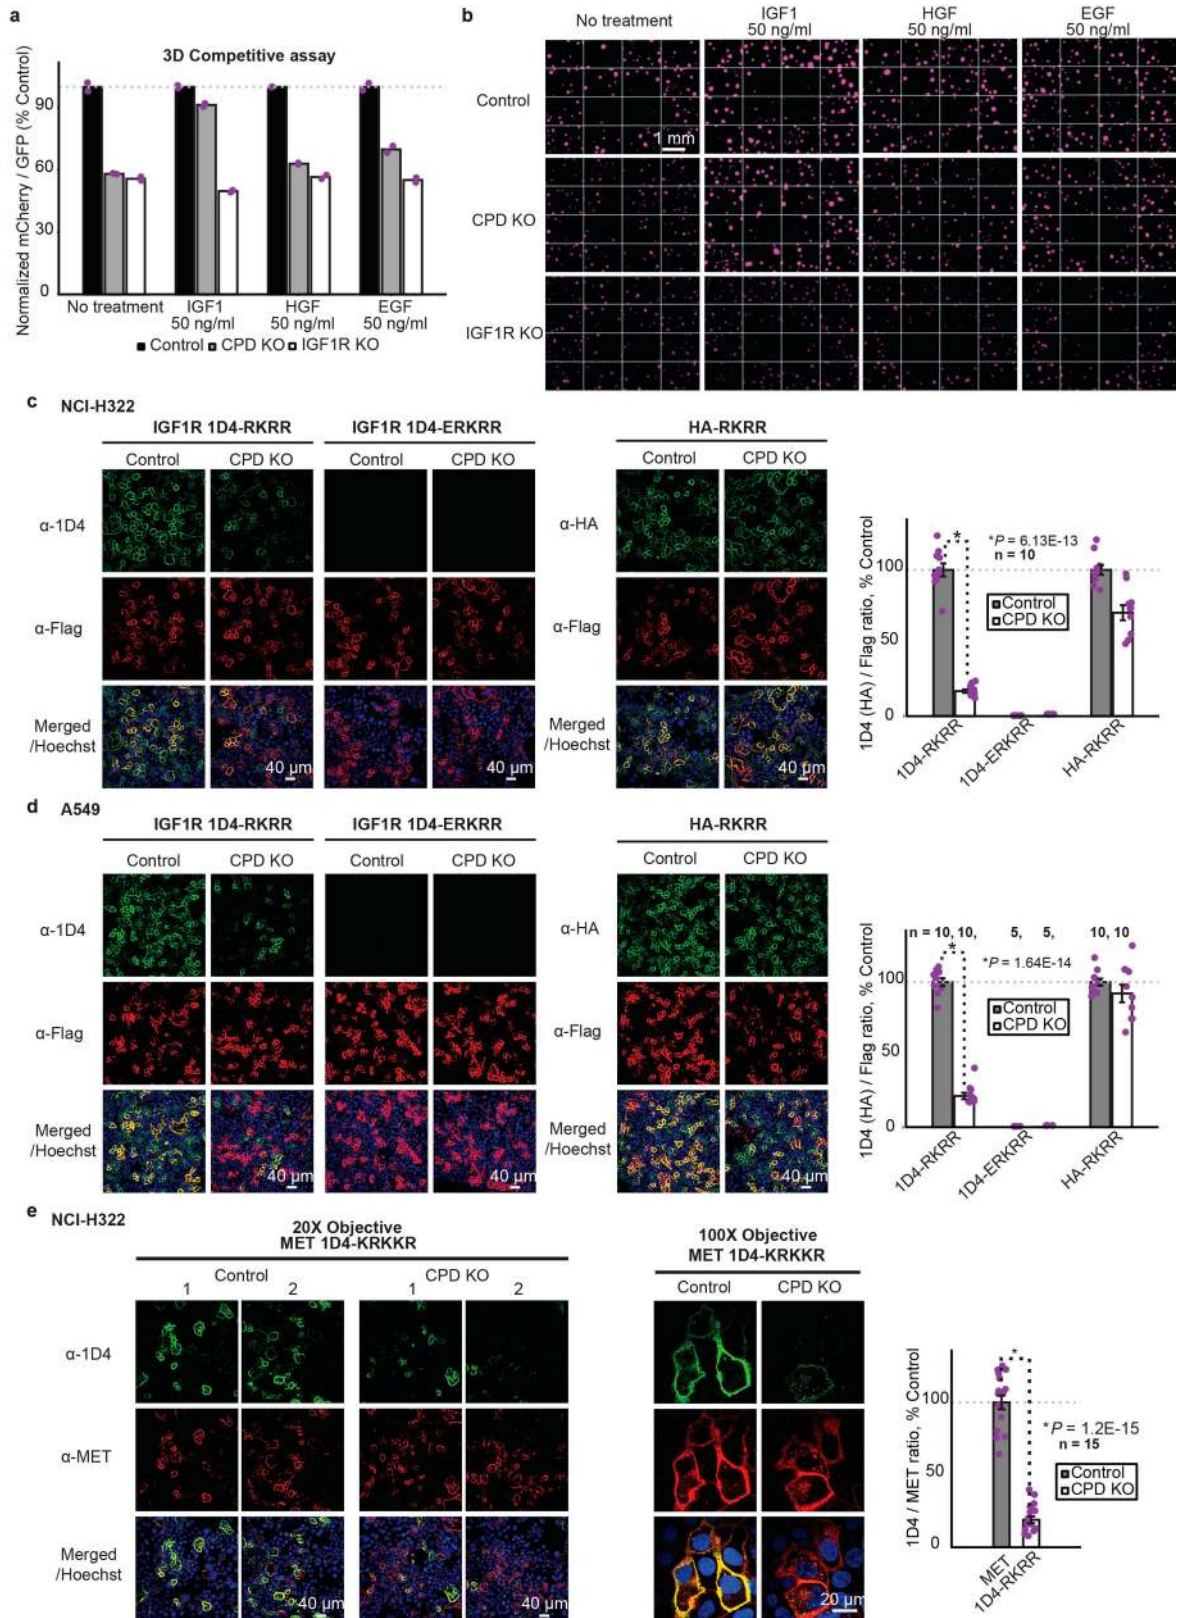 a
3D Competitive assay
Normalized mCherry / GFP (% Control)
90
60
30
0
No treatment IGF1 HGF EGF
50 ng/ml 50 ng/ml 50 ng/ml
Control CPD KO IGF1R KO
b
No treatment IGF1 HGF EGF
50 ng/ml 50 ng/ml 50 ng/ml
Control
1 mm
CPD KO
IGF1R KO
c NCI-H322
IGF1R 1D4-RKRR IGF1R 1D4-ERKRR HA-RKRR
Control CPD KO Control CPD KO Control CPD KO
α-1D4 α-HA
α-Flag α-Flag
Merged Merged
/Hoechst /Hoechst
40 µm 40 µm 40 µm
1D4 (HA) / Flag ratio, % Control
* *P = 6.13E-13
n = 10
100
Control
CPD KO
50
0
1D4-RKRR 1D4-ERKRR HA-RKRR
d A549
IGF1R 1D4-RKRR IGF1R 1D4-ERKRR HA-RKRR
Control CPD KO Control CPD KO Control CPD KO
α-1D4 α-HA
α-Flag α-Flag
Merged Merged
/Hoechst /Hoechst
40 µm 40 µm 40 µm
1D4 (HA) / Flag ratio, % Control
n = 10, 10, 5, 5, 10, 10
* *P = 1.64E-14
100
Control
CPD KO
50
0
1D4-RKRR 1D4-ERKRR HA-RKRR
e NCI-H322
20X Objective
MET 1D4-KRKKR
Control CPD KO
1 2 1 2
α-1D4
α-MET
Merged
/Hoechst
40 µm 40 µm
100X Objective
MET 1D4-KRKKR
Control CPD KO
20 µm
1D4 / MET ratio, % Control
*
100
*P = 1.2E-15
n = 15
Control
CPD KO
50
0
MET
1D4-RKRR